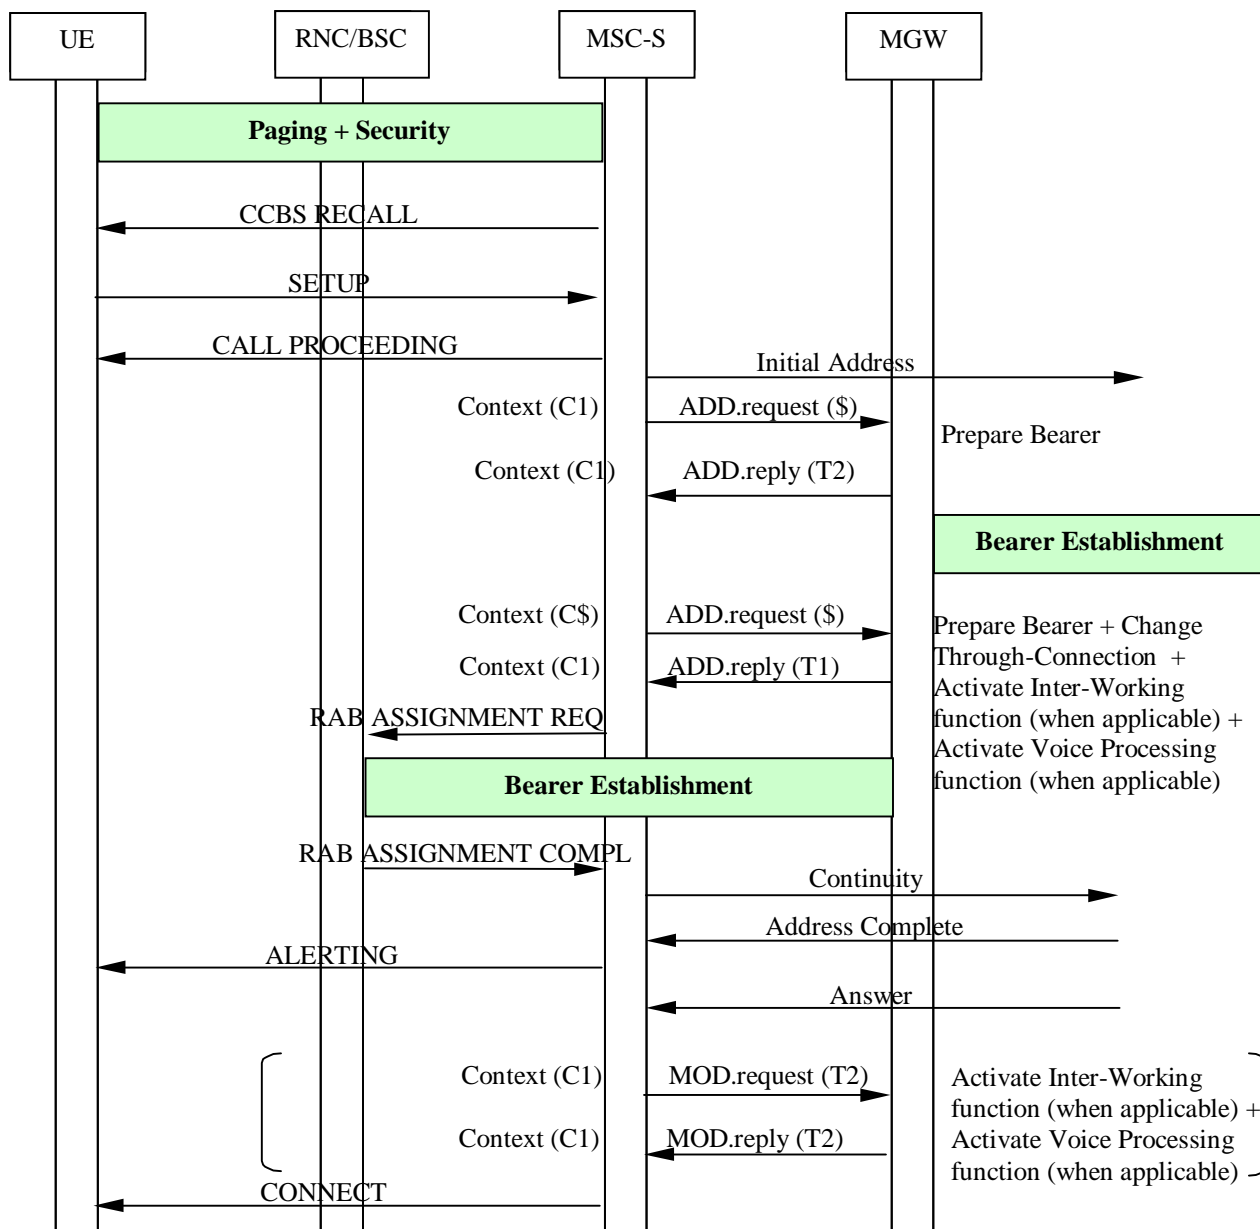 UE
RNC/BSC
MSC-S
MGW
Paging + Security
CCBS RECALL
SETUP
CALL PROCEEDING
Initial Address
Context (C1)
ADD.request ($)
Prepare Bearer
Context (C1)
ADD.reply (T2)
Bearer Establishment
Context (C$)
ADD.request ($)
Prepare Bearer + Change
Through-Connection +
Activate Inter-Working
function (when applicable) +
Activate Voice Processing
function (when applicable)
Context (C1)
ADD.reply (T1)
RAB ASSIGNMENT REQ
Bearer Establishment
RAB ASSIGNMENT COMPL
Continuity
Address Complete
ALERTING
Answer
Context (C1)
MOD.request (T2)
Activate Inter-Working
function (when applicable) +
Activate Voice Processing
function (when applicable)
Context (C1)
MOD.reply (T2)
CONNECT